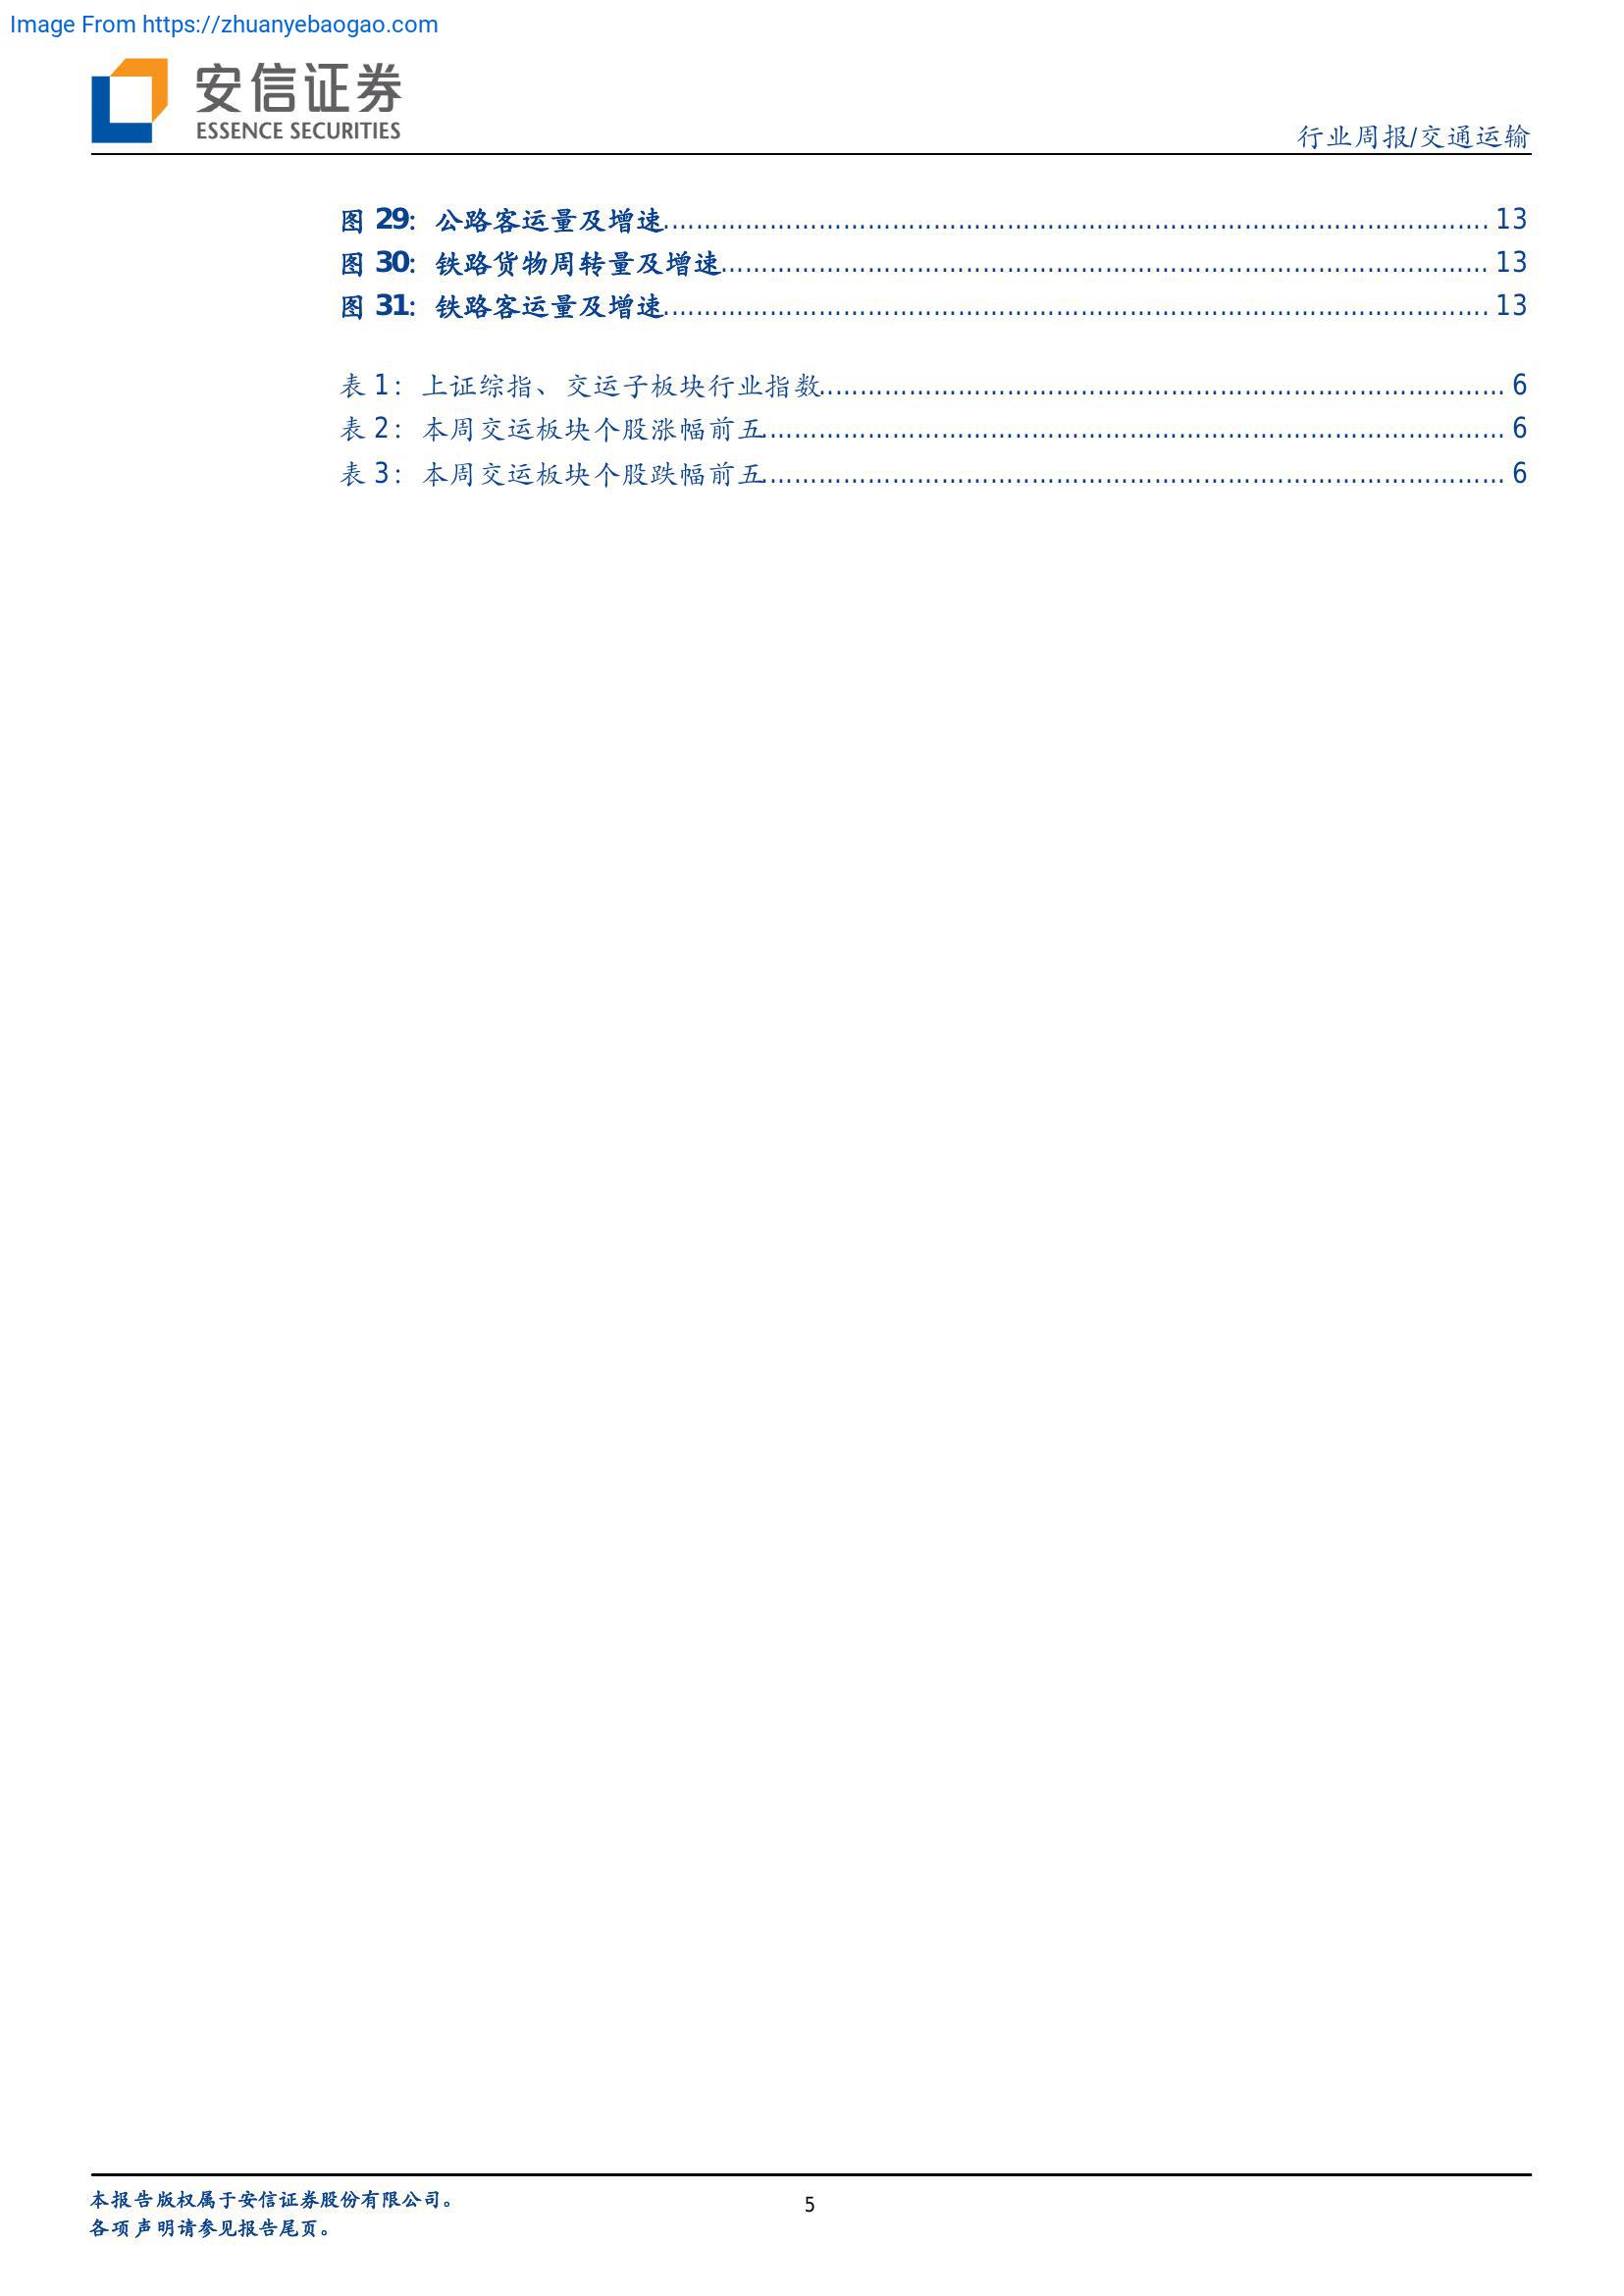 Image From https://zhuanyebaogao.com
安信证券
ESSENCE SECURITIES
行业周报/交通运输
图 29：公路客运量及增速........................................................................................................ 13
图 30：铁路货物周转量及增速................................................................................................ 13
图 31：铁路客运量及增速........................................................................................................ 13
表 1：上证综指、交运子板块行业指数...................................................................................... 6
表 2：本周交运板块个股涨幅前五............................................................................................. 6
表 3：本周交运板块个股跌幅前五............................................................................................. 6
本报告版权属于安信证券股份有限公司。
5
各项声明请参见报告尾页。